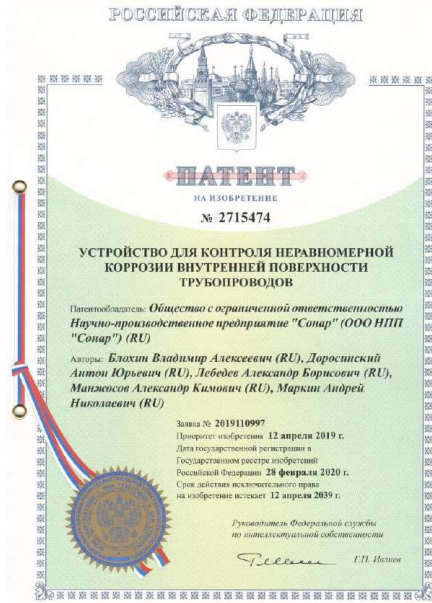 РОССИЙСКАЯ ФЕДЕРАЦИЯ
ПАТЕНТ
НА ИЗОБРЕТЕНИЕ
№ 2715474
УСТРОЙСТВО ДЛЯ КОНТРОЛЯ НЕРАВНОМЕРНОЙ
КОРРОЗИИ ВНУТРЕННЕЙ ПОВЕРХНОСТИ
ТРУБОПРОВОДОВ
Патентообладатель: Общество с ограниченной ответственностью
Научно-производственное предприятие "Сонар" (ООО НПП
"Сонар") (RU)
Авторы: Блохин Владимир Алексеевич (RU), Доросинский
Антон Юрьевич (RU), Лебедев Александр Борисович (RU),
Манжосов Александр Кимович (RU), Маркин Андрей
Николаевич (RU)
Заявка № 2019110997
Приоритет изобретения 12 апреля 2019 г.
Дата государственной регистрации в
Государственном реестре изобретений
Российской Федерации 28 февраля 2020 г.
Срок действия исключительного права
на изобретение истекает 12 апреля 2039 г.
Руководитель Федеральной службы
по интеллектуальной собственности
Г.П. Ивлиев